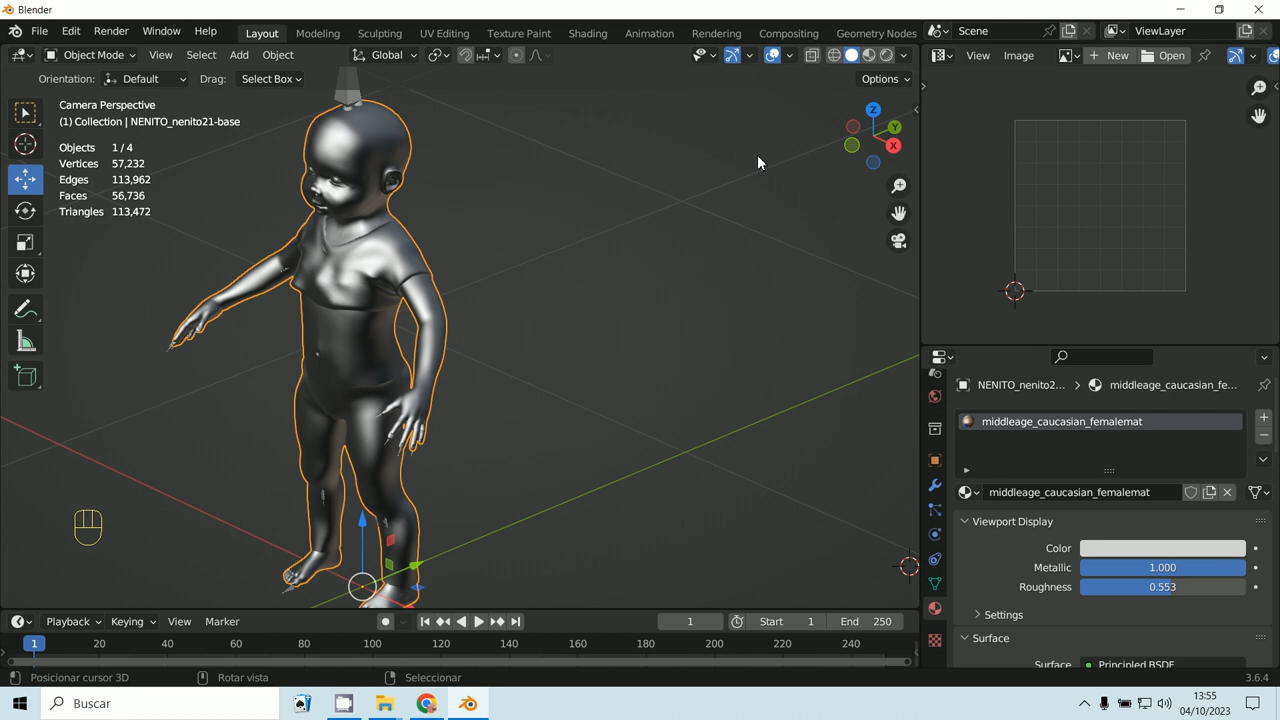 Blender
File Edit Render Window Help
Layout Modeling Sculpting UV Editing Texture Paint Shading Animation Rendering Compositing Geometry Nodes
Scene ViewLayer
Object Mode View Select Add Object Global
View Image New Open
Orientation: Default Drag: Select Box Options
Camera Perspective
(1) Collection | NENITO_nenito21-base
Objects 1 / 4
Vertices 57,232
Edges 113,962
Faces 56,736
Triangles 113,472
Z
Y
X
NENITO_nenito2... middleage_caucasian_fe...
middleage_caucasian_femalemat
middleage_caucasian_femalemat
Viewport Display
Color
Metallic 1.000
Roughness 0.553
Settings
Surface
Surface Principled BSDF
Playback Keying View Marker 1 Start 1 End 250
1 20 40 60 80 100 120 140 160 180 200 220 240
Posicionar cursor 3D Rotar vista Seleccionar 3.6.4
Buscar
13:55
04/10/2023